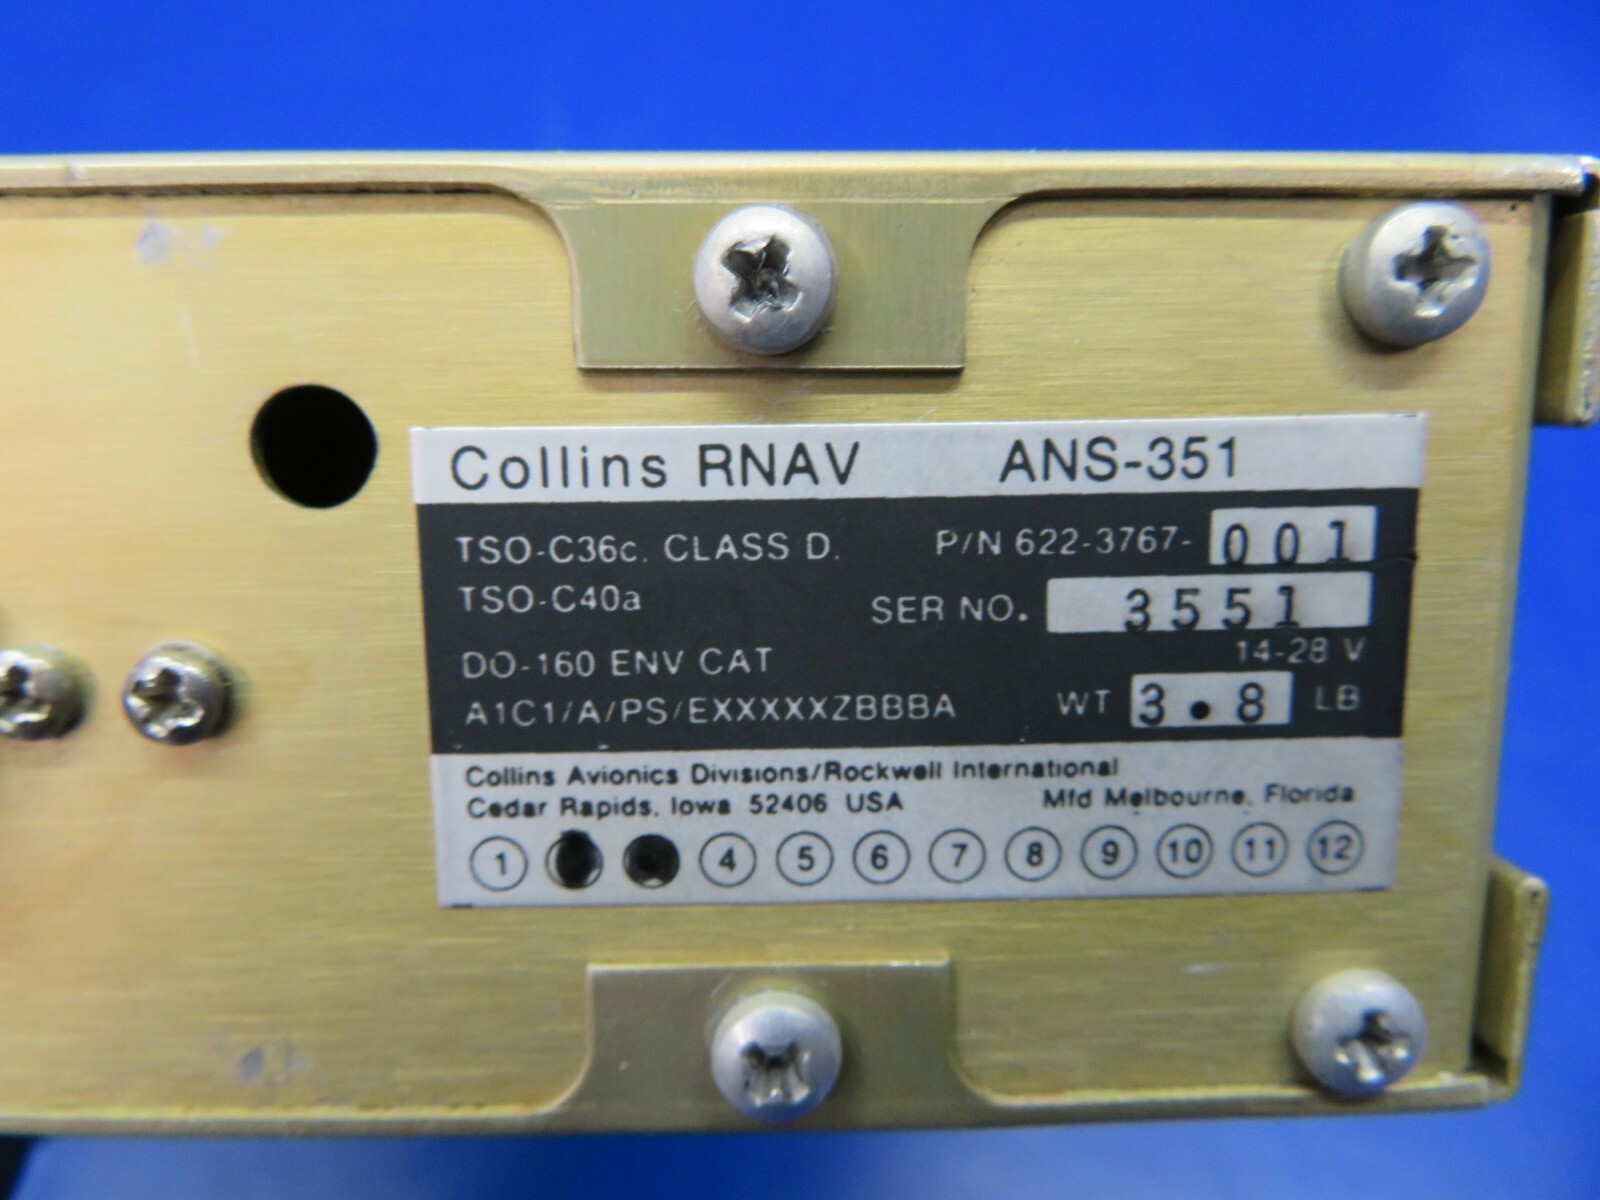 Collins RNAV ANS-351
TSO-C36c, CLASS D. P/N 622-3767-001
TSO-C40a
SER NO. 3551
14-28 V
DO-160 ENV CAT
A1C1/A/PS/EXXXXXZBBBA WT 3.8 LB
Collins Avionics Divisions/Rockwell International
Cedar Rapids, Iowa 52406 USA Mfd Melbourne, Florida
1 4 5 6 7 8 9 10 11 12